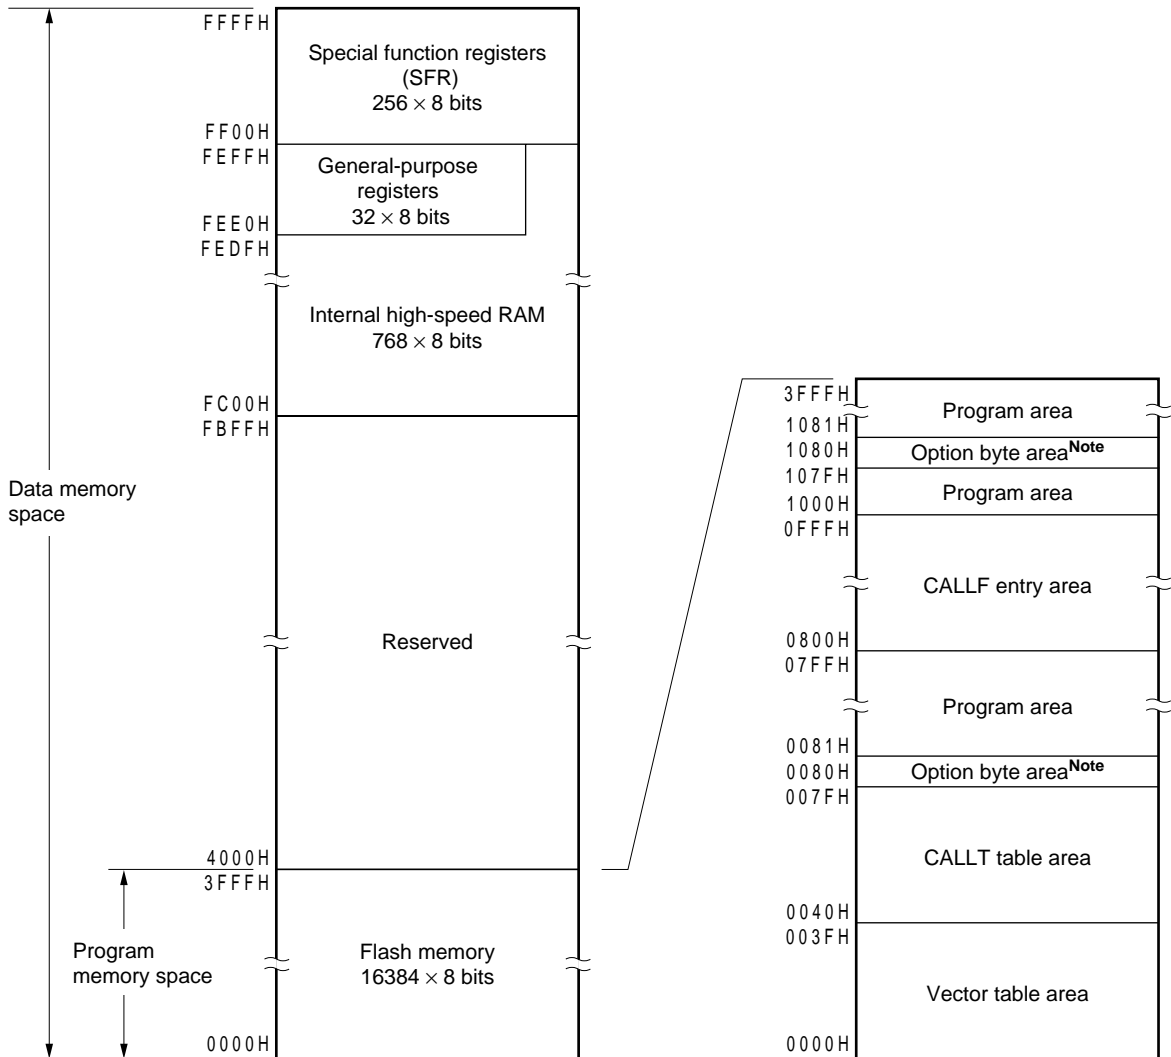 FFFFH
Special function registers
(SFR)
256 × 8 bits
FF00H
FEFFH
General-purpose
registers
32 × 8 bits
FEE0H
FEDFH
Internal high-speed RAM
768 × 8 bits
FC00H
FBFFH
Data memory
space
Reserved
4000H
3FFFH
Program
memory space
Flash memory
16384 × 8 bits
0000H
3FFFH
Program area
1081H
1080H
Option byte areaNote
107FH
Program area
1000H
0FFFH
CALLF entry area
0800H
07FFH
Program area
0081H
0080H
Option byte areaNote
007FH
CALLT table area
0040H
003FH
Vector table area
0000H